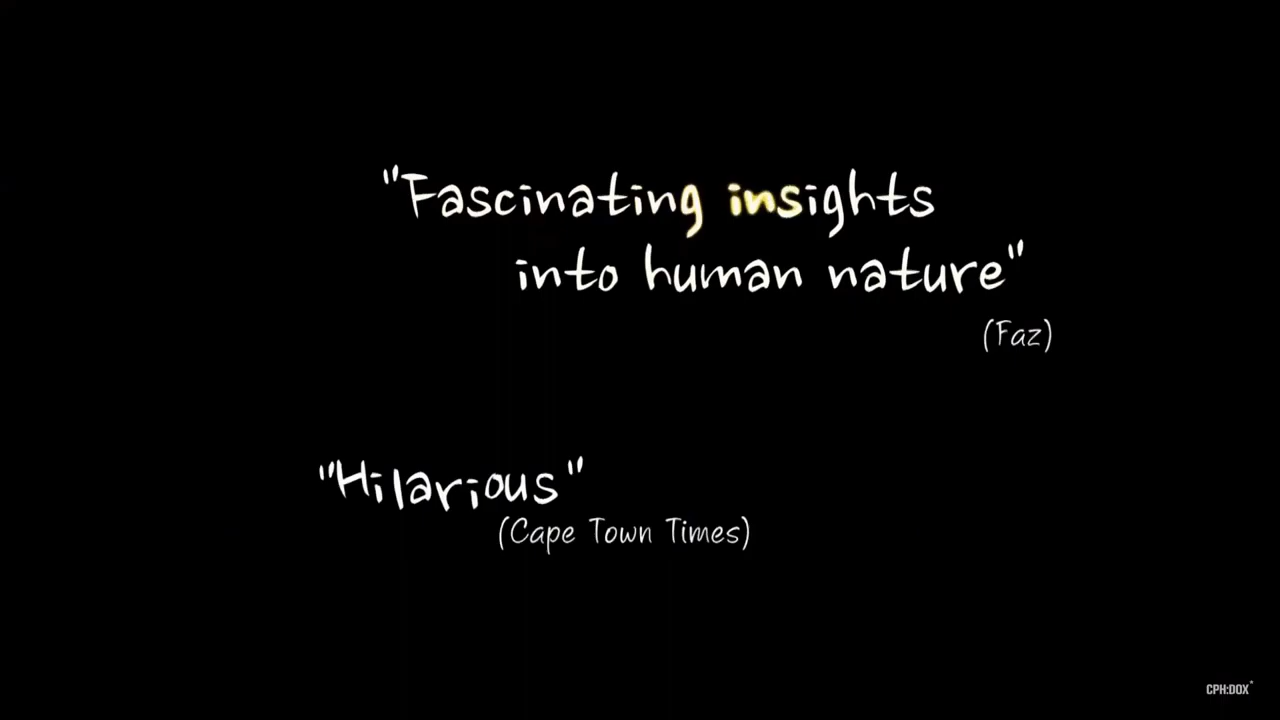 "Fascinating insights
into human nature"
(Faz)
"Hilarious"
(Cape Town Times)
CPH:DOX*